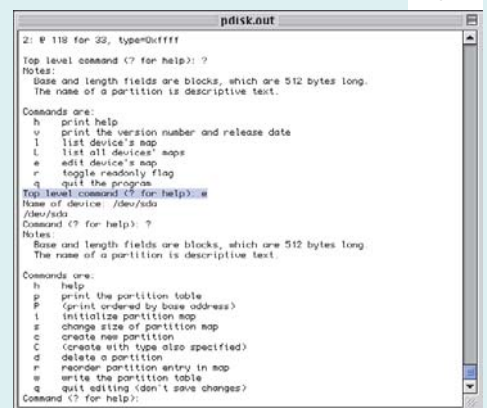 pdisk.out
2: @ 118 for 33, type=0xffff
Top level command (? for help): ?
Notes:
Base and length fields are blocks, which are 512 bytes long.
The name of a partition is descriptive text.
Commands are:
h print help
v print the version number and release date
l list device's map
L list all devices' maps
e edit device's map
r toggle readonly flag
q quit the program
Top level command (? for help): e
Name of device: /dev/sda
/dev/sda
Command (? for help): ?
Notes:
Base and length fields are blocks, which are 512 bytes long.
The name of a partition is descriptive text.
Commands are:
h help
p print the partition table
P (print ordered by base address)
i initialize partition map
s change size of partition map
c create new partition
C (create with type also specified)
d delete a partition
r reorder partition entry in map
w write the partition table
q quit editing (don't save changes)
Command (? for help):